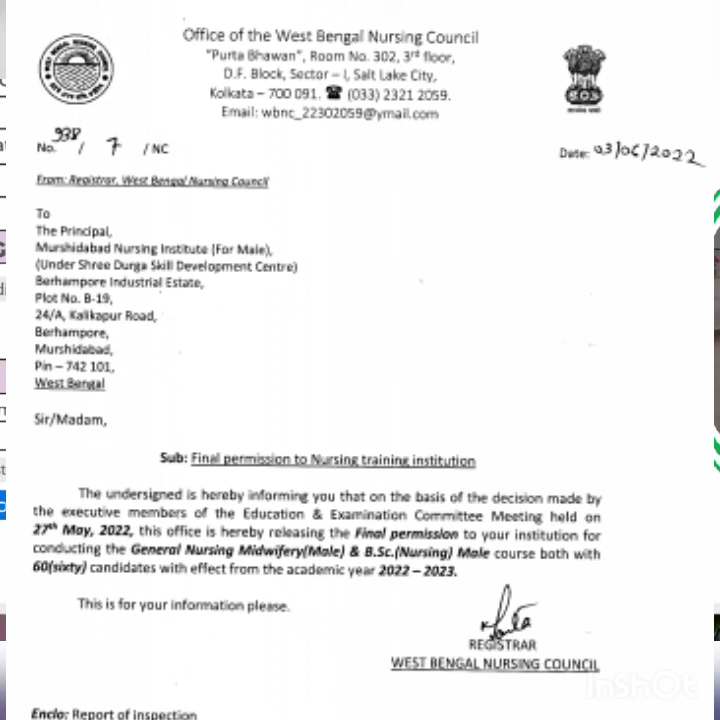 Office of the West Bengal Nursing Council
"Purta Bhawan", Room No. 302, 3rd floor,
D.F. Block, Sector – I, Salt Lake City,
Kolkata – 700 091. ☎ (033) 2321 2059.
Email: wbnc_22302059@ymail.com
No. 938 / 7 / NC
Date: 03/06/2022
From: Registrar, West Bengal Nursing Council
To
The Principal,
Murshidabad Nursing Institute (For Male),
(Under Shree Durga Skill Development Centre)
Berhampore Industrial Estate,
Plot No. B-19,
24/A, Kalikapur Road,
Berhampore,
Murshidabad,
Pin – 742 101,
West Bengal
Sir/Madam,
Sub: Final permission to Nursing training institution
The undersigned is hereby informing you that on the basis of the decision made by
the executive members of the Education & Examination Committee Meeting held on
27th May, 2022, this office is hereby releasing the Final permission to your institution for
conducting the General Nursing Midwifery(Male) & B.Sc.(Nursing) Male course both with
60(sixty) candidates with effect from the academic year 2022 – 2023.
This is for your information please.
REGISTRAR
WEST BENGAL NURSING COUNCIL
InShOt
Enclo: Report of Inspection